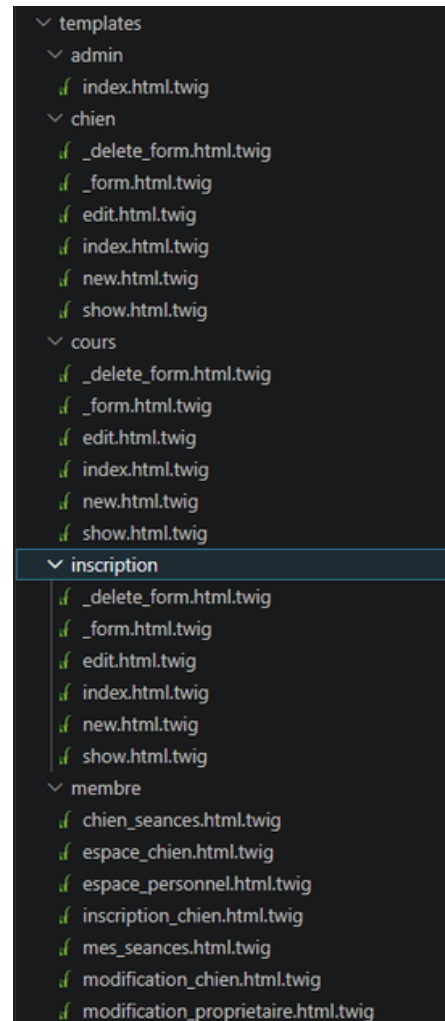 templates
admin
index.html.twig
chien
_delete_form.html.twig
_form.html.twig
edit.html.twig
index.html.twig
new.html.twig
show.html.twig
cours
_delete_form.html.twig
_form.html.twig
edit.html.twig
index.html.twig
new.html.twig
show.html.twig
inscription
_delete_form.html.twig
_form.html.twig
edit.html.twig
index.html.twig
new.html.twig
show.html.twig
membre
chien_seances.html.twig
espace_chien.html.twig
espace_personnel.html.twig
inscription_chien.html.twig
mes_seances.html.twig
modification_chien.html.twig
modification_proprietaire.html.twig